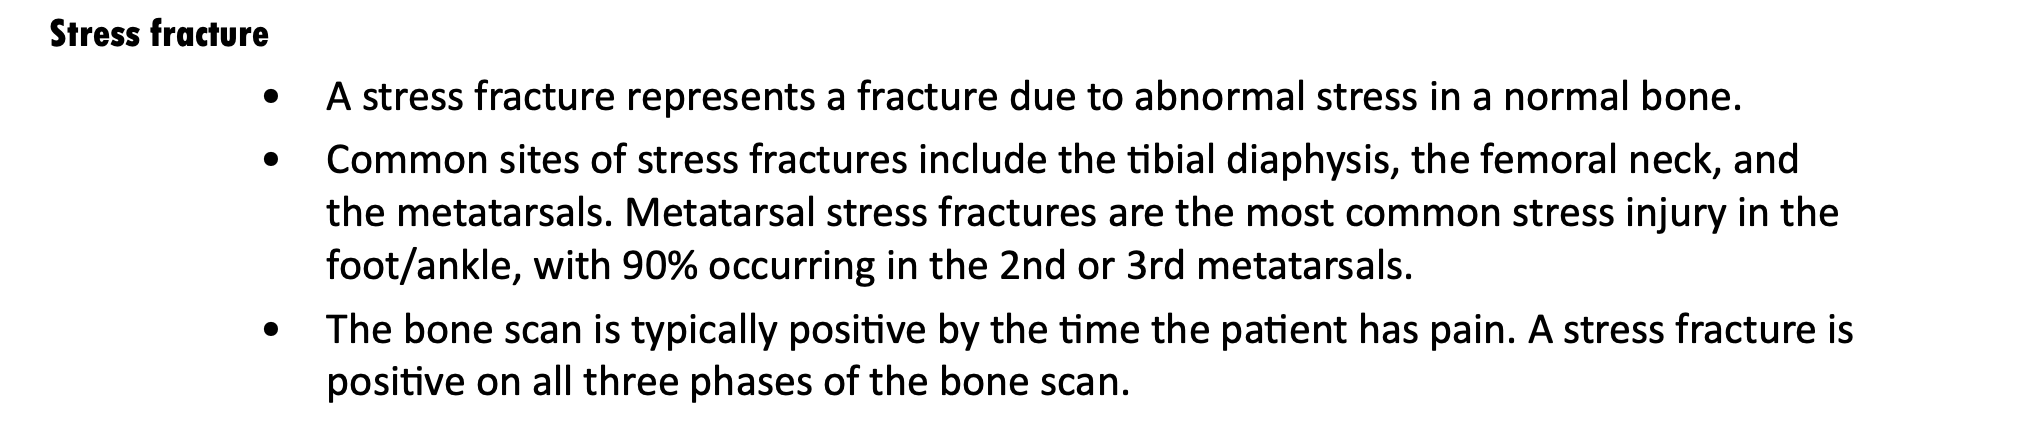 Stress fracture
• A stress fracture represents a fracture due to abnormal stress in a normal bone.
• Common sites of stress fractures include the tibial diaphysis, the femoral neck, and
the metatarsals. Metatarsal stress fractures are the most common stress injury in the
foot/ankle, with 90% occurring in the 2nd or 3rd metatarsals.
• The bone scan is typically positive by the time the patient has pain. A stress fracture is
positive on all three phases of the bone scan.